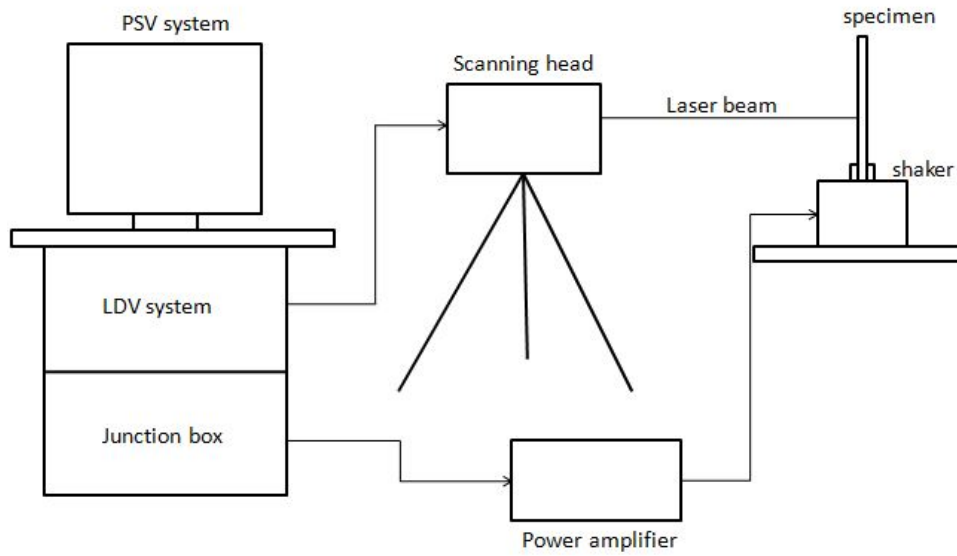 PSV system
specimen
Scanning head
Laser beam
shaker
LDV system
Junction box
Power amplifier